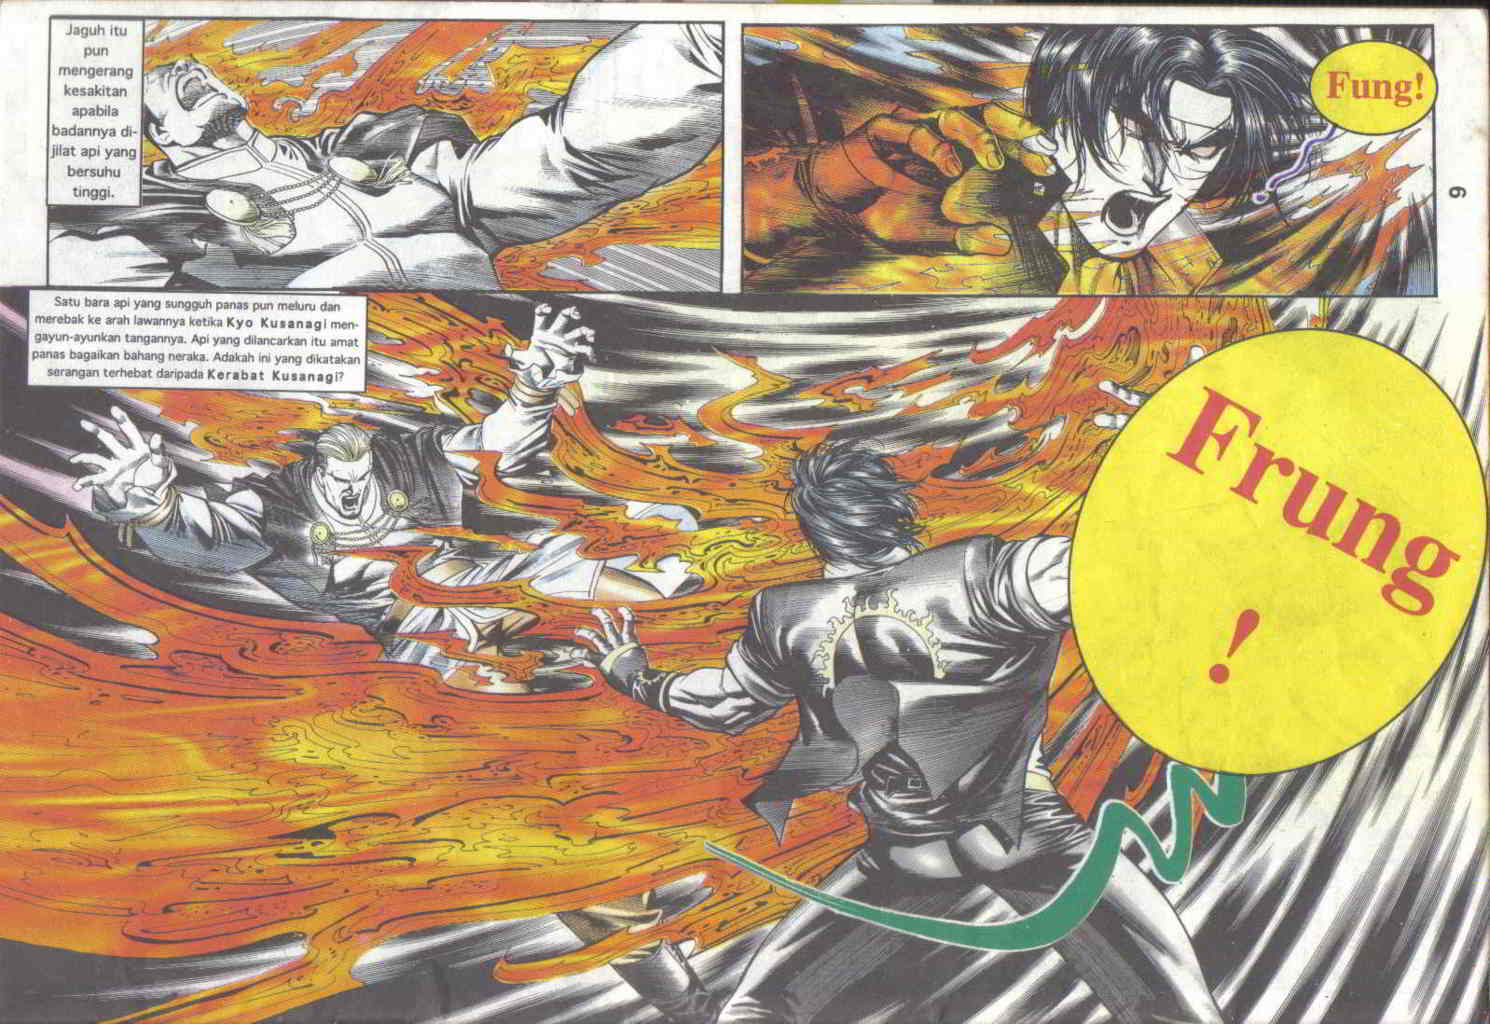 Jaguh itu
pun
mengerang
kesakitan
apabila
badannya di-
jilat api yang
bersuhu
tinggi.
Fung!
9
Satu bara api yang sungguh panas pun meluru dan
merebak ke arah lawannya ketika Kyo Kusanagi men-
gayun-ayunkan tangannya. Api yang dilancarkan itu amat
panas bagaikan bahang neraka. Adakah ini yang dikatakan
serangan terhebat daripada Kerabat Kusanagi?
Frung
!